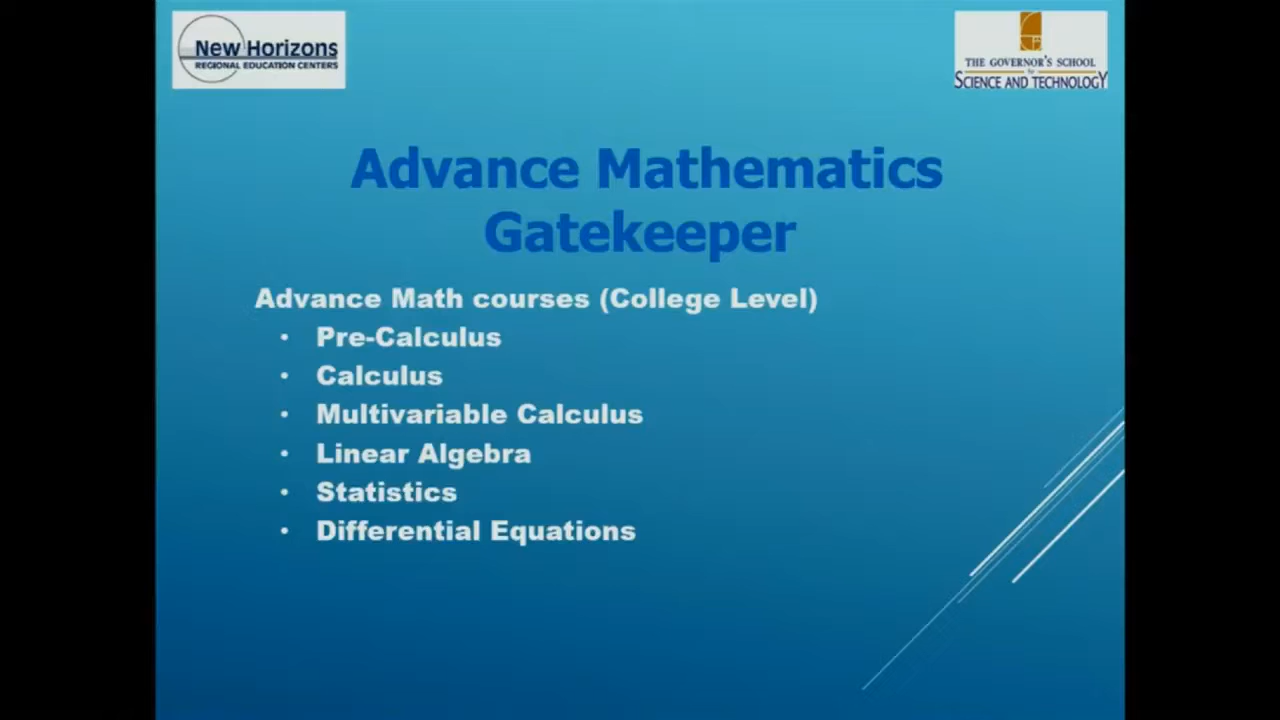 New Horizons
REGIONAL EDUCATION CENTERS
THE GOVERNOR'S SCHOOL
for
SCIENCE AND TECHNOLOGY
Advance Mathematics
Gatekeeper
Advance Math courses (College Level)
• Pre-Calculus
• Calculus
• Multivariable Calculus
• Linear Algebra
• Statistics
• Differential Equations